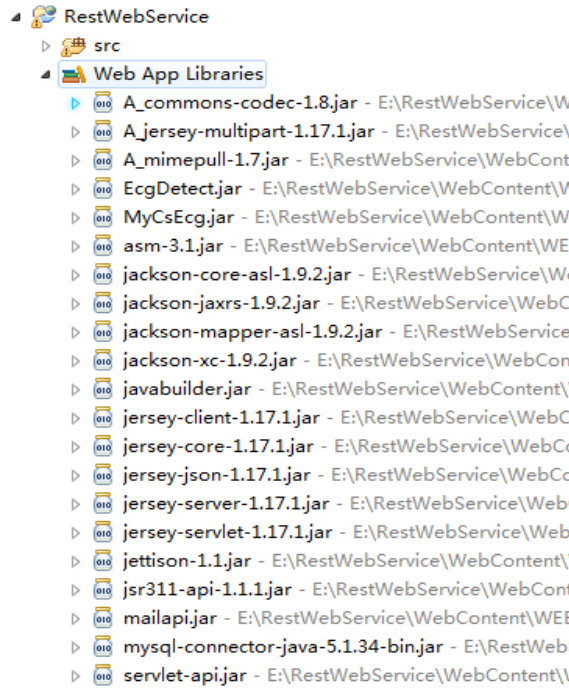 RestWebService
src
Web App Libraries
A_commons-codec-1.8.jar - E:\RestWebService\W
A_jersey-multipart-1.17.1.jar - E:\RestWebServ
A_mimepull-1.7.jar - E:\RestWebService\WebCont
EcgDetect.jar - E:\RestWebService\WebContent\W
MyCsEcg.jar - E:\RestWebService\WebContent\W
asm-3.1.jar - E:\RestWebService\WebContent\WE
jackson-core-asl-1.9.2.jar - E:\RestWebService\We
jackson-jaxrs-1.9.2.jar - E:\RestWebService\WebC
jackson-mapper-asl-1.9.2.jar - E:\RestWebService
jackson-xc-1.9.2.jar - E:\RestWebService\WebCon
javabuilder.jar - E:\RestWebService\WebContent\
jersey-client-1.17.1.jar - E:\RestWebService\WebC
jersey-core-1.17.1.jar - E:\RestWebService\WebCo
jersey-json-1.17.1.jar - E:\RestWebService\WebCo
jersey-server-1.17.1.jar - E:\RestWebService\Web
jersey-servlet-1.17.1.jar - E:\RestWebService\Web
jettison-1.1.jar - E:\RestWebService\WebContent\
jsr311-api-1.1.1.jar - E:\RestWebService\WebCont
mailapi.jar - E:\RestWebService\WebContent\WEB
mysql-connector-java-5.1.34-bin.jar - E:\RestWeb
servlet-api.jar - E:\RestWebService\WebContent\